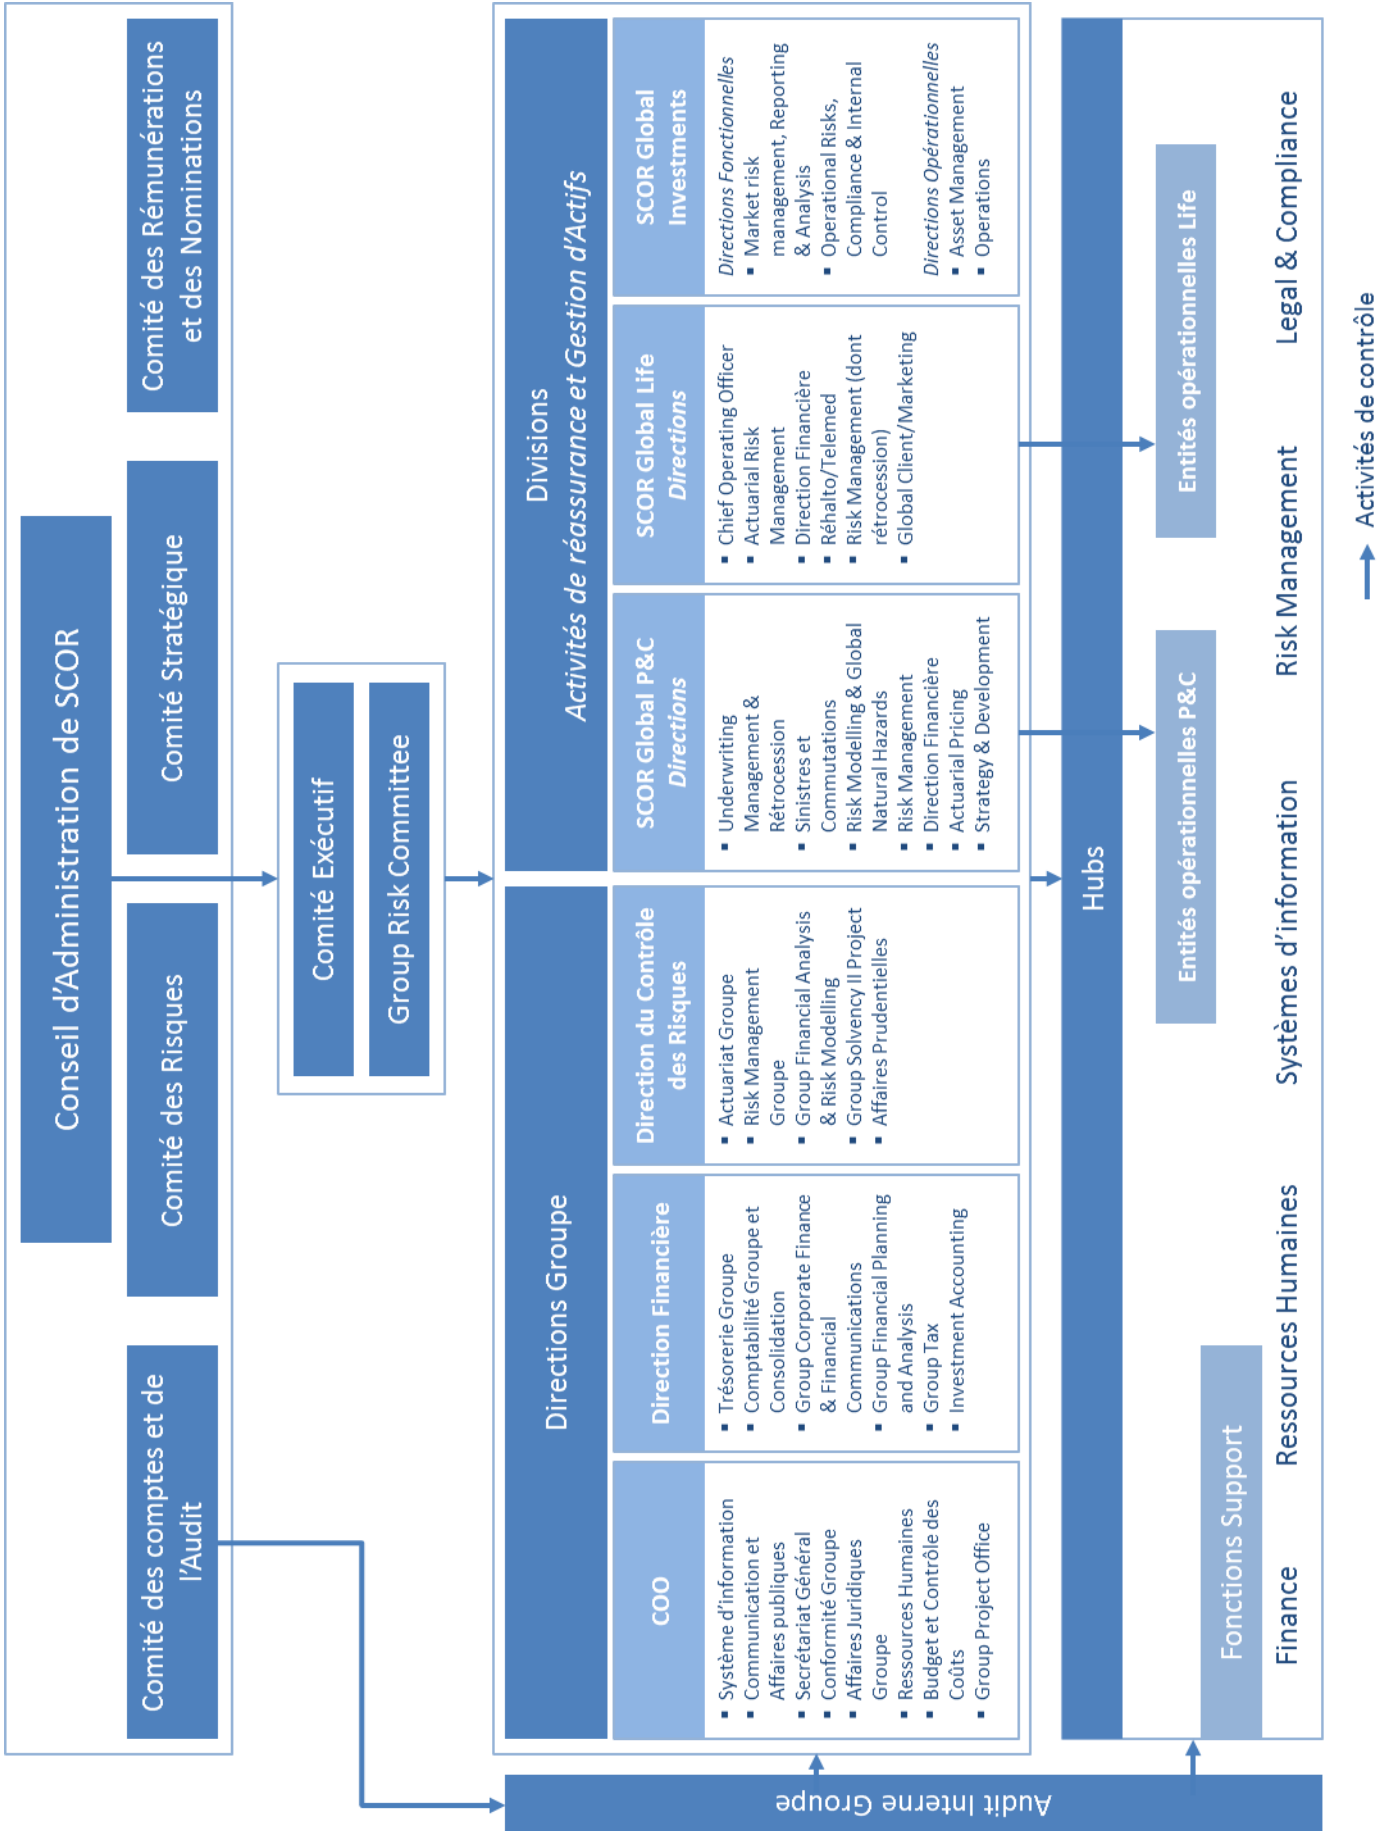 Conseil d'Administration de SCOR
Comité des comptes et de
l'Audit
Comité des Risques
Comité Stratégique
Comité des Rémunérations
et des Nominations
Comité Exécutif
Group Risk Committee
Audit Interne Groupe
Directions Groupe
COO
▪ Système d'information
▪ Communication et
Affaires publiques
▪ Secrétariat Général
▪ Conformité Groupe
▪ Affaires Juridiques
Groupe
▪ Ressources Humaines
▪ Budget et Contrôle des
Coûts
▪ Group Project Office
Direction Financière
▪ Trésorerie Groupe
▪ Comptabilité Groupe et
Consolidation
▪ Group Corporate Finance
& Financial
Communications
▪ Group Financial Planning
and Analysis
▪ Group Tax
▪ Investment Accounting
Direction du Contrôle
des Risques
▪ Actuariat Groupe
▪ Risk Management
Groupe
▪ Group Financial Analysis
& Risk Modelling
▪ Group Solvency II Project
▪ Affaires Prudentielles
Divisions
Activités de réassurance et Gestion d'Actifs
SCOR Global P&C
Directions
▪ Underwriting
Management &
Rétrocession
▪ Sinistres et
Commutations
▪ Risk Modelling & Global
Natural Hazards
▪ Risk Management
▪ Direction Financière
▪ Actuarial Pricing
▪ Strategy & Development
SCOR Global Life
Directions
▪ Chief Operating Officer
▪ Actuarial Risk
Management
▪ Direction Financière
▪ Réhalto/Telemed
▪ Risk Management (dont
rétrocession)
▪ Global Client/Marketing
SCOR Global
Investments
Directions Fonctionnelles
▪ Market risk
management, Reporting
& Analysis
▪ Operational Risks,
Compliance & Internal
Control
Directions Opérationnelles
▪ Asset Management
▪ Operations
Hubs
Entités opérationnelles P&C
Entités opérationnelles Life
Fonctions Support
Finance
Ressources Humaines
Systèmes d'information
Risk Management
Legal & Compliance
Activités de contrôle